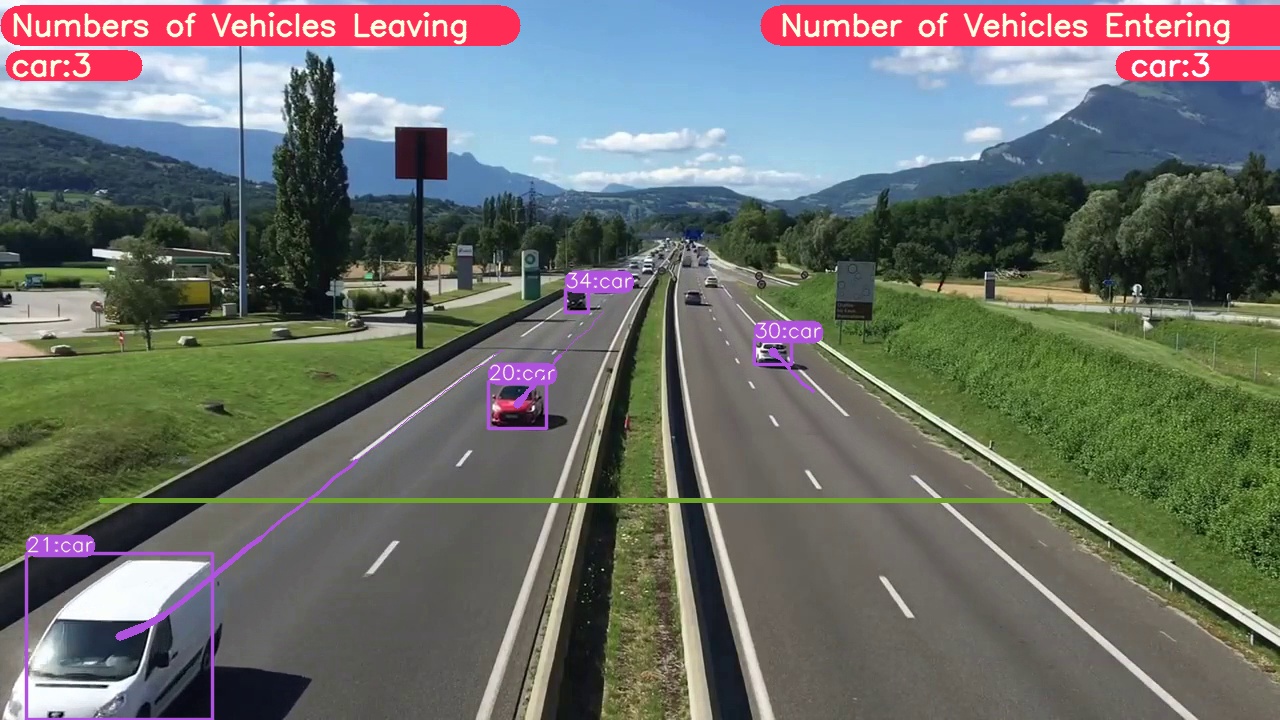 Numbers of Vehicles Leaving
Number of Vehicles Entering
car:3
car:3
34:car
30:car
20:car
21:car
bp